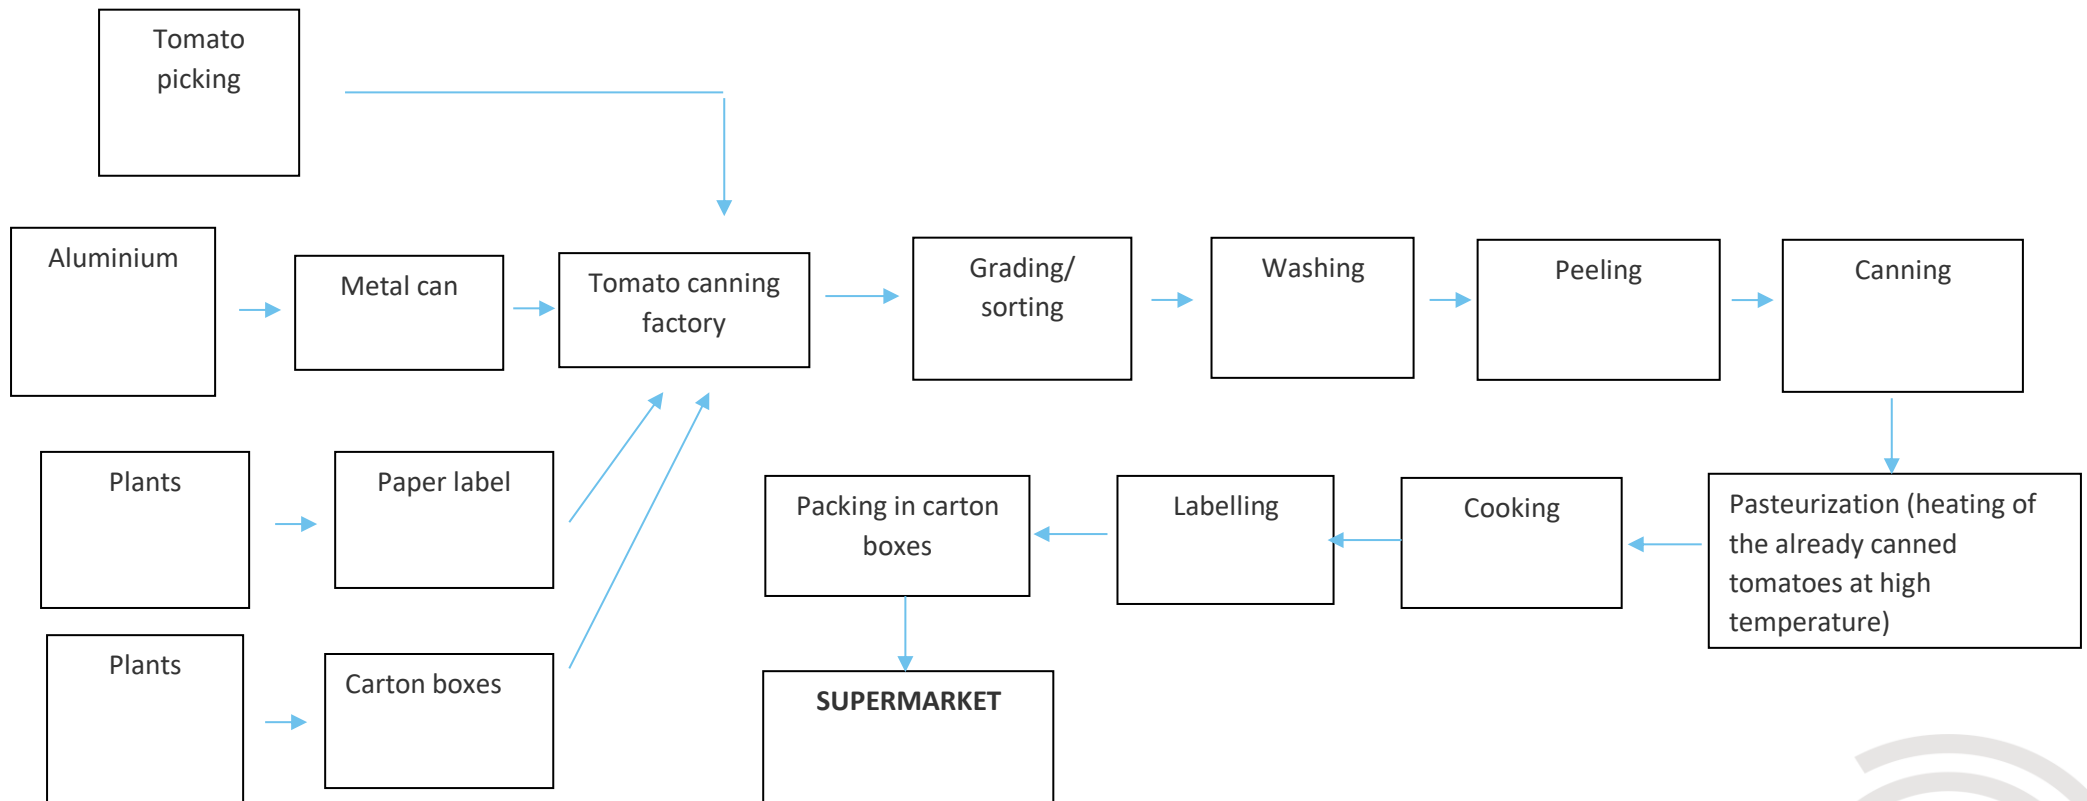 Tomato
picking
Aluminium
Metal can
Tomato canning
factory
Grading/
sorting
Washing
Peeling
Canning
Plants
Paper label
Packing in carton
boxes
Labelling
Cooking
Pasteurization (heating of
the already canned
tomatoes at high
temperature)
Plants
Carton boxes
SUPERMARKET